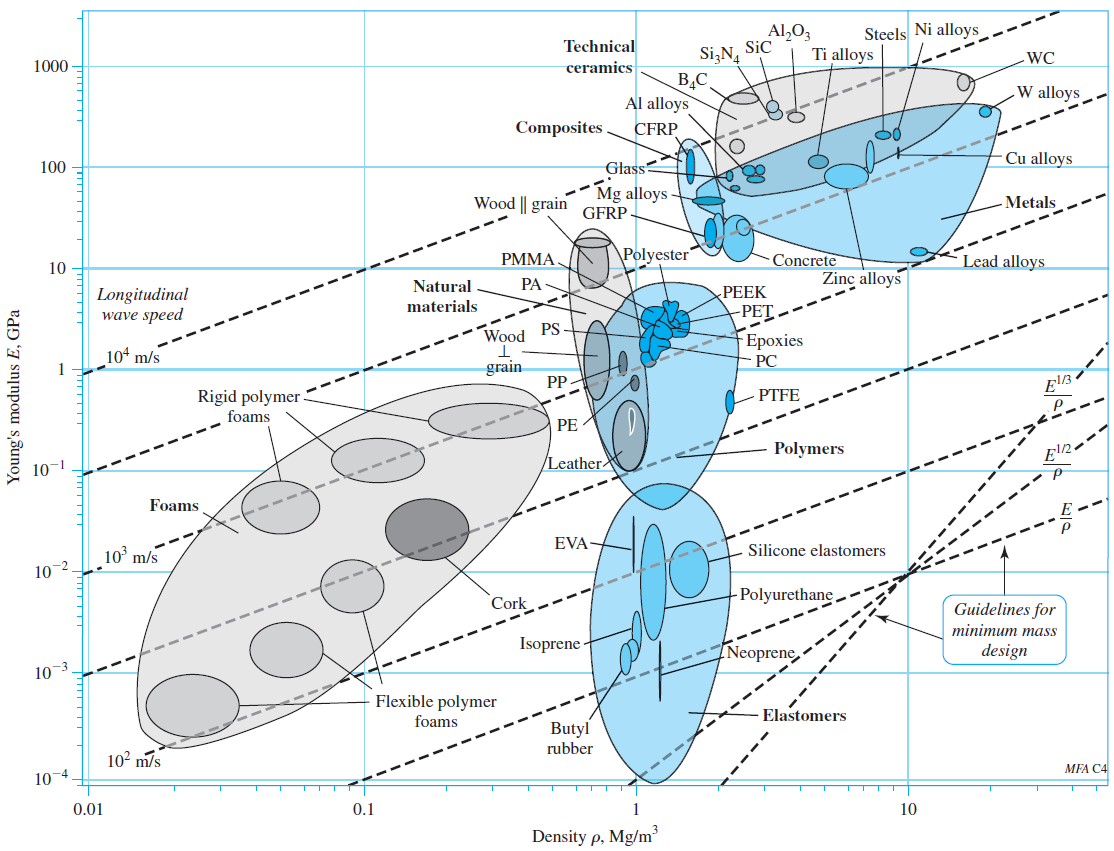 Al₂O₃
Steels
Ni alloys
Technical
ceramics
Si₃N₄
SiC
Ti alloys
WC
1000
B₄C
W alloys
Al alloys
Composites
CFRP
Cu alloys
100
Glass
Mg alloys
Wood || grain
GFRP
Metals
PMMA
Polyester
Concrete
Lead alloys
10
Zinc alloys
Longitudinal
wave speed
Natural
materials
PA
PEEK
PET
PS
Wood
⊥
grain
Epoxies
PC
10⁴ m/s
1
PP
PTFE
E^1/3
ρ
Rigid polymer
foams
PE
Polymers
E^1/2
ρ
10⁻¹
Leather
Young's modulus E, GPa
Foams
E
ρ
EVA
Silicone elastomers
10³ m/s
10⁻²
Cork
Polyurethane
Guidelines for
minimum mass
design
Isoprene
Neoprene
10⁻³
Flexible polymer
foams
Elastomers
Butyl
rubber
10² m/s
MFA C4
10⁻⁴
0.01
0.1
1
10
Density ρ, Mg/m³